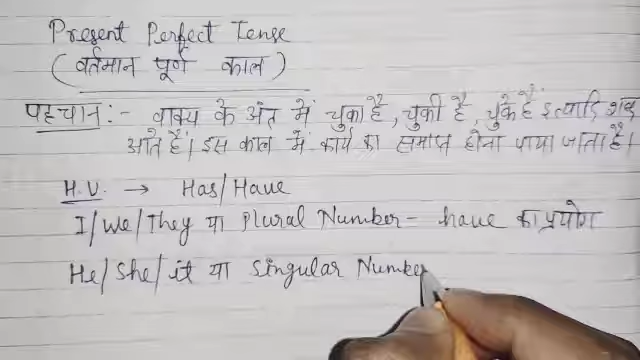 Present Perfect Tense
(वर्तमान पूर्ण काल)
पहचान :- वाक्य के अंत में चुका है, चुकी है, चुके हैं इत्यादि शब्द
आते हैं। इस काल में कार्य का समाप्त होना पाया जाता है।
H.V. → Has/Have
I/We/They या Plural Number - have का प्रयोग
He/She/it या Singular Number